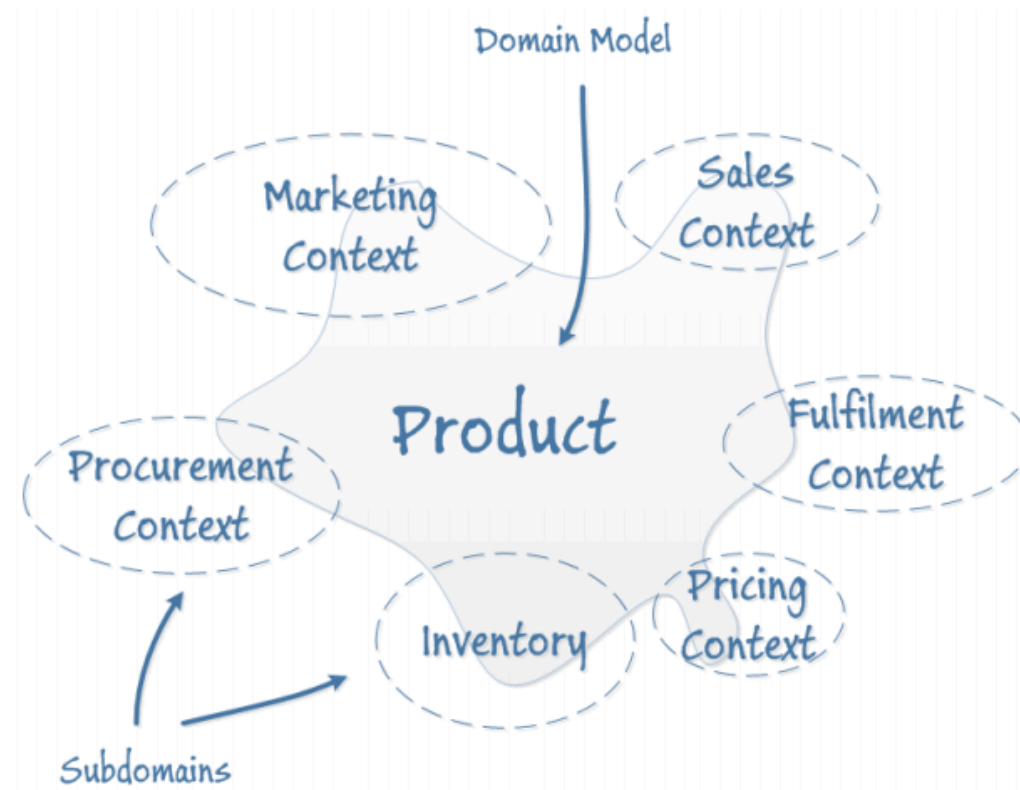 Domain Model
Marketing
Context
Sales
Context
Product
Fulfilment
Context
Procurement
Context
Inventory
Pricing
Context
Subdomains